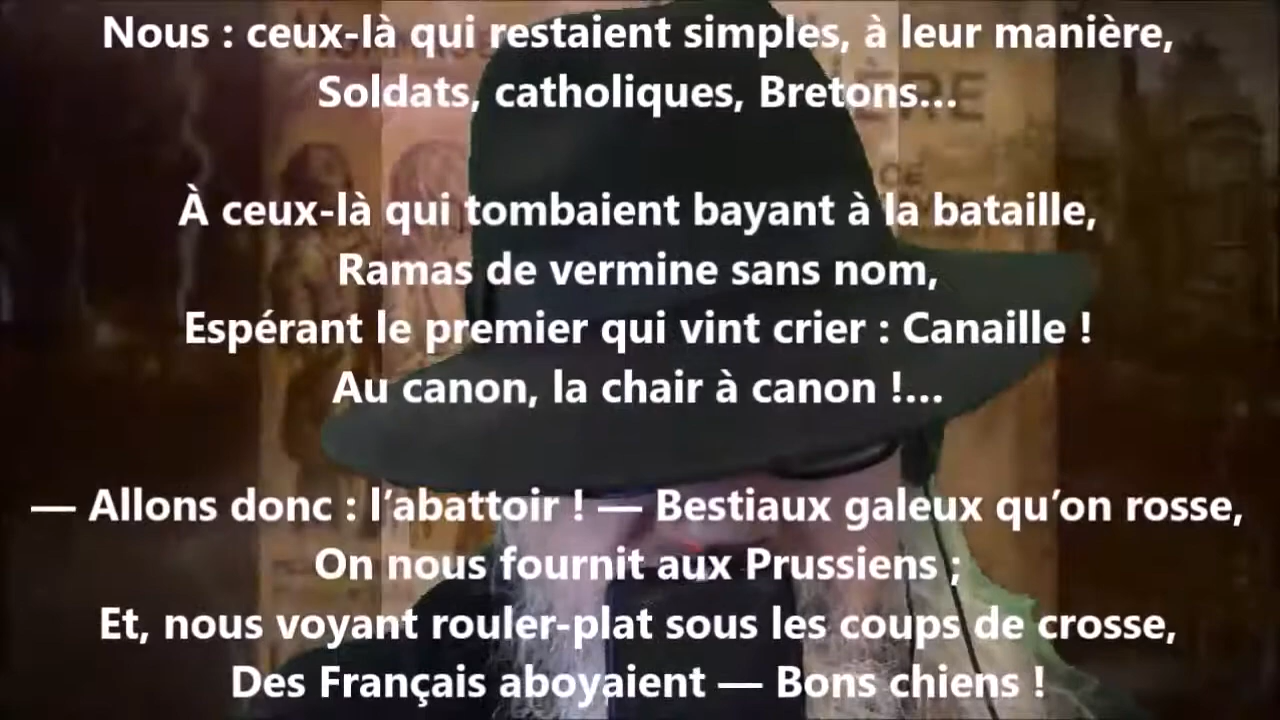 Nous : ceux-là qui restaient simples, à leur manière,
Soldats, catholiques, Bretons…
À ceux-là qui tombaient bayant à la bataille,
Ramas de vermine sans nom,
Espérant le premier qui vint crier : Canaille !
Au canon, la chair à canon !…
— Allons donc : l’abattoir ! — Bestiaux galeux qu’on rosse,
On nous fournit aux Prussiens ;
Et, nous voyant rouler-plat sous les coups de crosse,
Des Français aboyaient — Bons chiens !